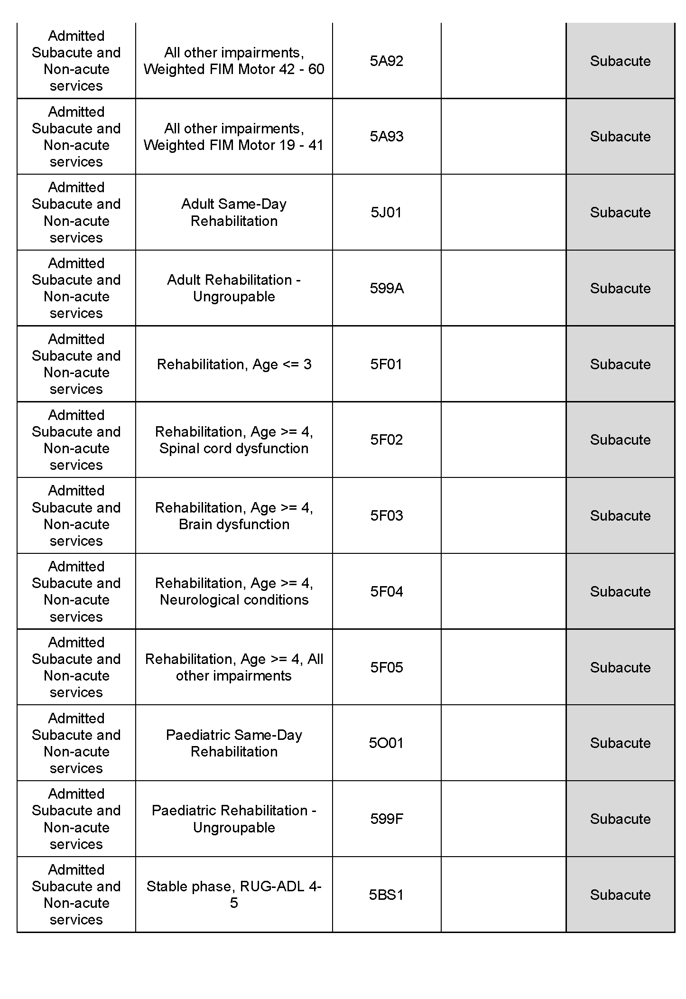 Admitted
Subacute and
Non-acute
services
All other impairments,
Weighted FIM Motor 42 - 60
5A92
Subacute
Admitted
Subacute and
Non-acute
services
All other impairments,
Weighted FIM Motor 19 - 41
5A93
Subacute
Admitted
Subacute and
Non-acute
services
Adult Same-Day
Rehabilitation
5J01
Subacute
Admitted
Subacute and
Non-acute
services
Adult Rehabilitation -
Ungroupable
599A
Subacute
Admitted
Subacute and
Non-acute
services
Rehabilitation, Age <= 3
5F01
Subacute
Admitted
Subacute and
Non-acute
services
Rehabilitation, Age >= 4,
Spinal cord dysfunction
5F02
Subacute
Admitted
Subacute and
Non-acute
services
Rehabilitation, Age >= 4,
Brain dysfunction
5F03
Subacute
Admitted
Subacute and
Non-acute
services
Rehabilitation, Age >= 4,
Neurological conditions
5F04
Subacute
Admitted
Subacute and
Non-acute
services
Rehabilitation, Age >= 4, All
other impairments
5F05
Subacute
Admitted
Subacute and
Non-acute
services
Paediatric Same-Day
Rehabilitation
5O01
Subacute
Admitted
Subacute and
Non-acute
services
Paediatric Rehabilitation -
Ungroupable
599F
Subacute
Admitted
Subacute and
Non-acute
services
Stable phase, RUG-ADL 4-
5
5BS1
Subacute